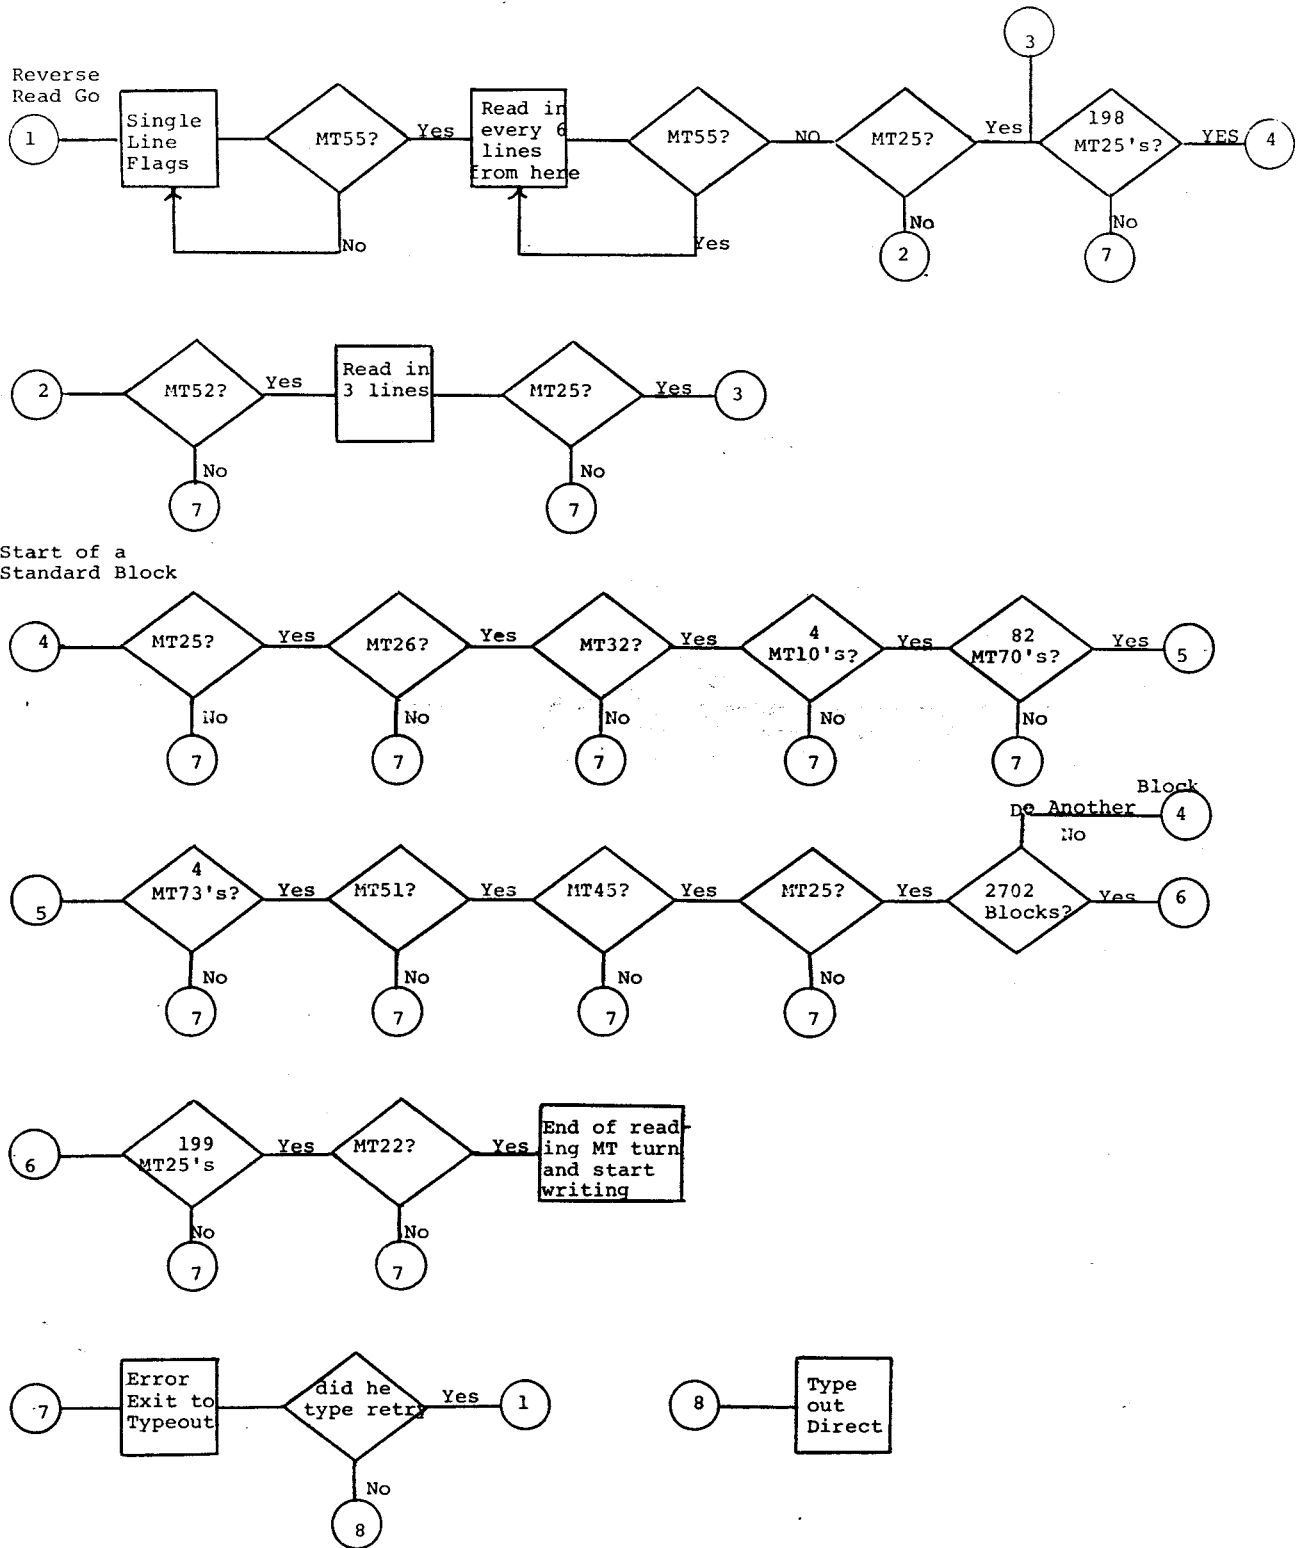 3
Reverse
Read Go
1
Single
Line
Flags
MT55?
Yes
No
Read in
every 6
lines
from here
MT55?
Yes
NO
MT25?
Yes
No
2
198
MT25's?
YES
4
No
7
2
MT52?
Yes
No
7
Read in
3 lines
MT25?
Yes
3
No
7
Start of a
Standard Block
4
MT25?
Yes
No
7
MT26?
Yes
No
7
MT32?
Yes
No
7
4
MT10's?
Yes
No
7
82
MT70's?
Yes
5
No
7
Block
Do Another
4
No
5
4
MT73's?
Yes
No
7
MT51?
Yes
No
7
MT45?
Yes
No
7
MT25?
Yes
No
7
2702
Blocks?
Yes
6
6
199
MT25's
Yes
No
7
MT22?
Yes
No
7
End of read-
ing MT turn
and start
writing
7
Error
Exit to
Typeout
did he
type retry
Yes
1
No
8
8
Type
out
Direct